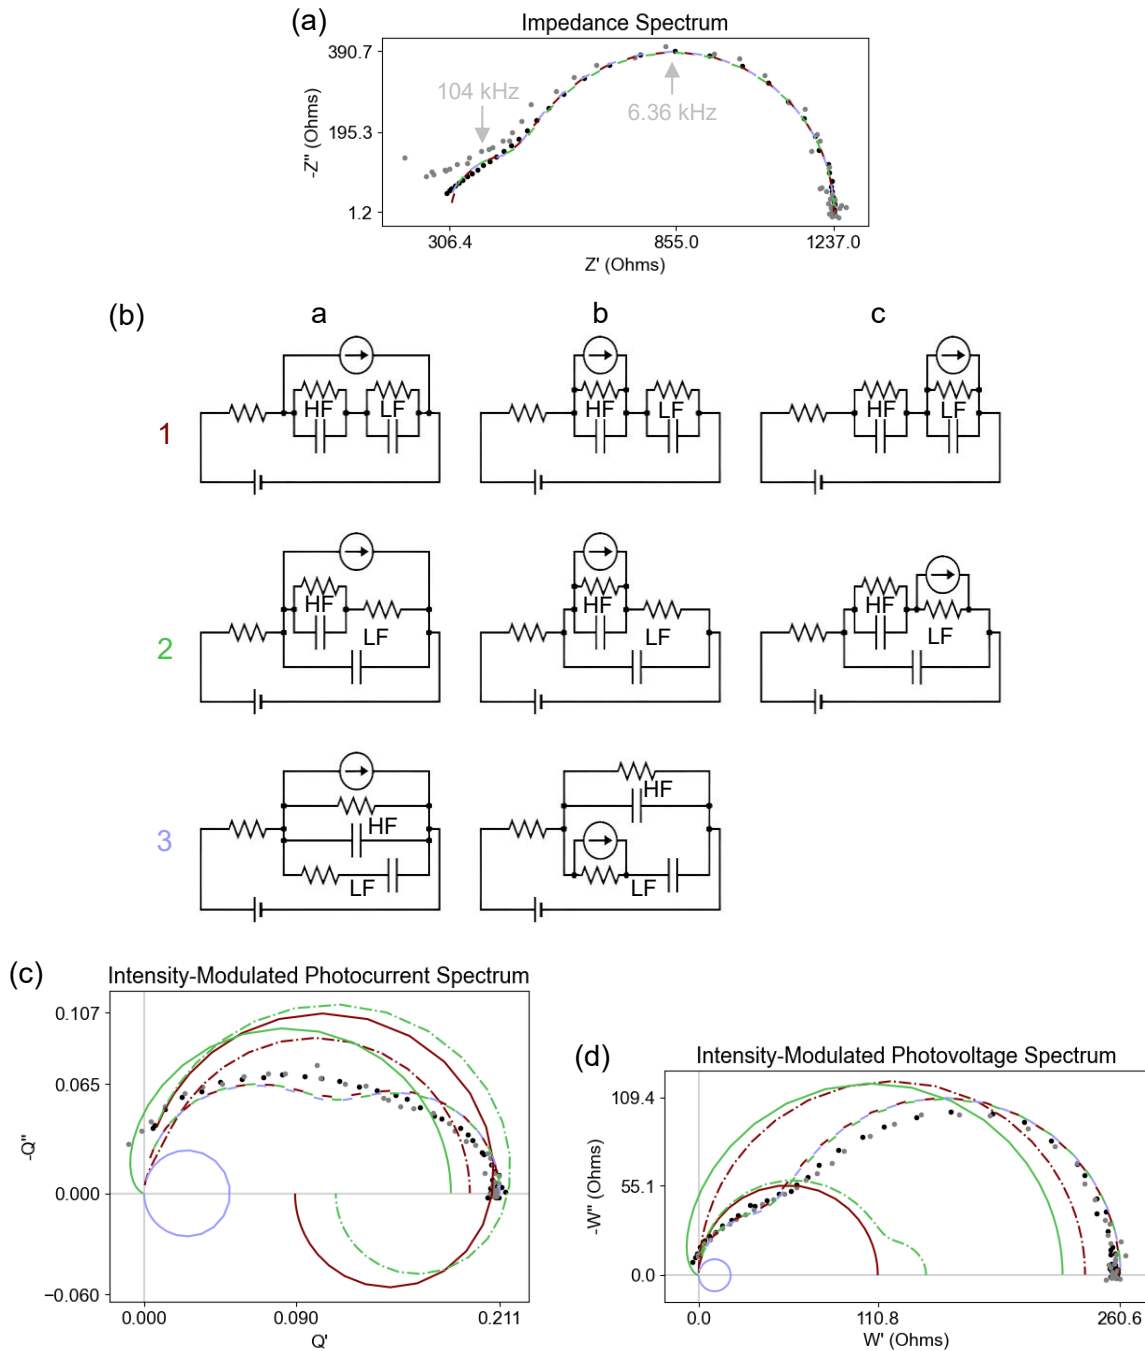 (a)
Impedance Spectrum
390.7
195.3
1.2
-Z" (Ohms)
104 kHz
6.36 kHz
306.4 855.0 1237.0
Z' (Ohms)
(b)
a b c
1
HF LF
HF LF
HF LF
2
HF LF
HF LF
HF LF
3
HF LF
HF LF
(c)
Intensity-Modulated Photocurrent Spectrum
0.107
0.065
0.000
−0.060
-Q"
0.000 0.090 0.211
Q'
(d)
Intensity-Modulated Photovoltage Spectrum
109.4
55.1
0.0
-W" (Ohms)
0.0 110.8 260.6
W' (Ohms)